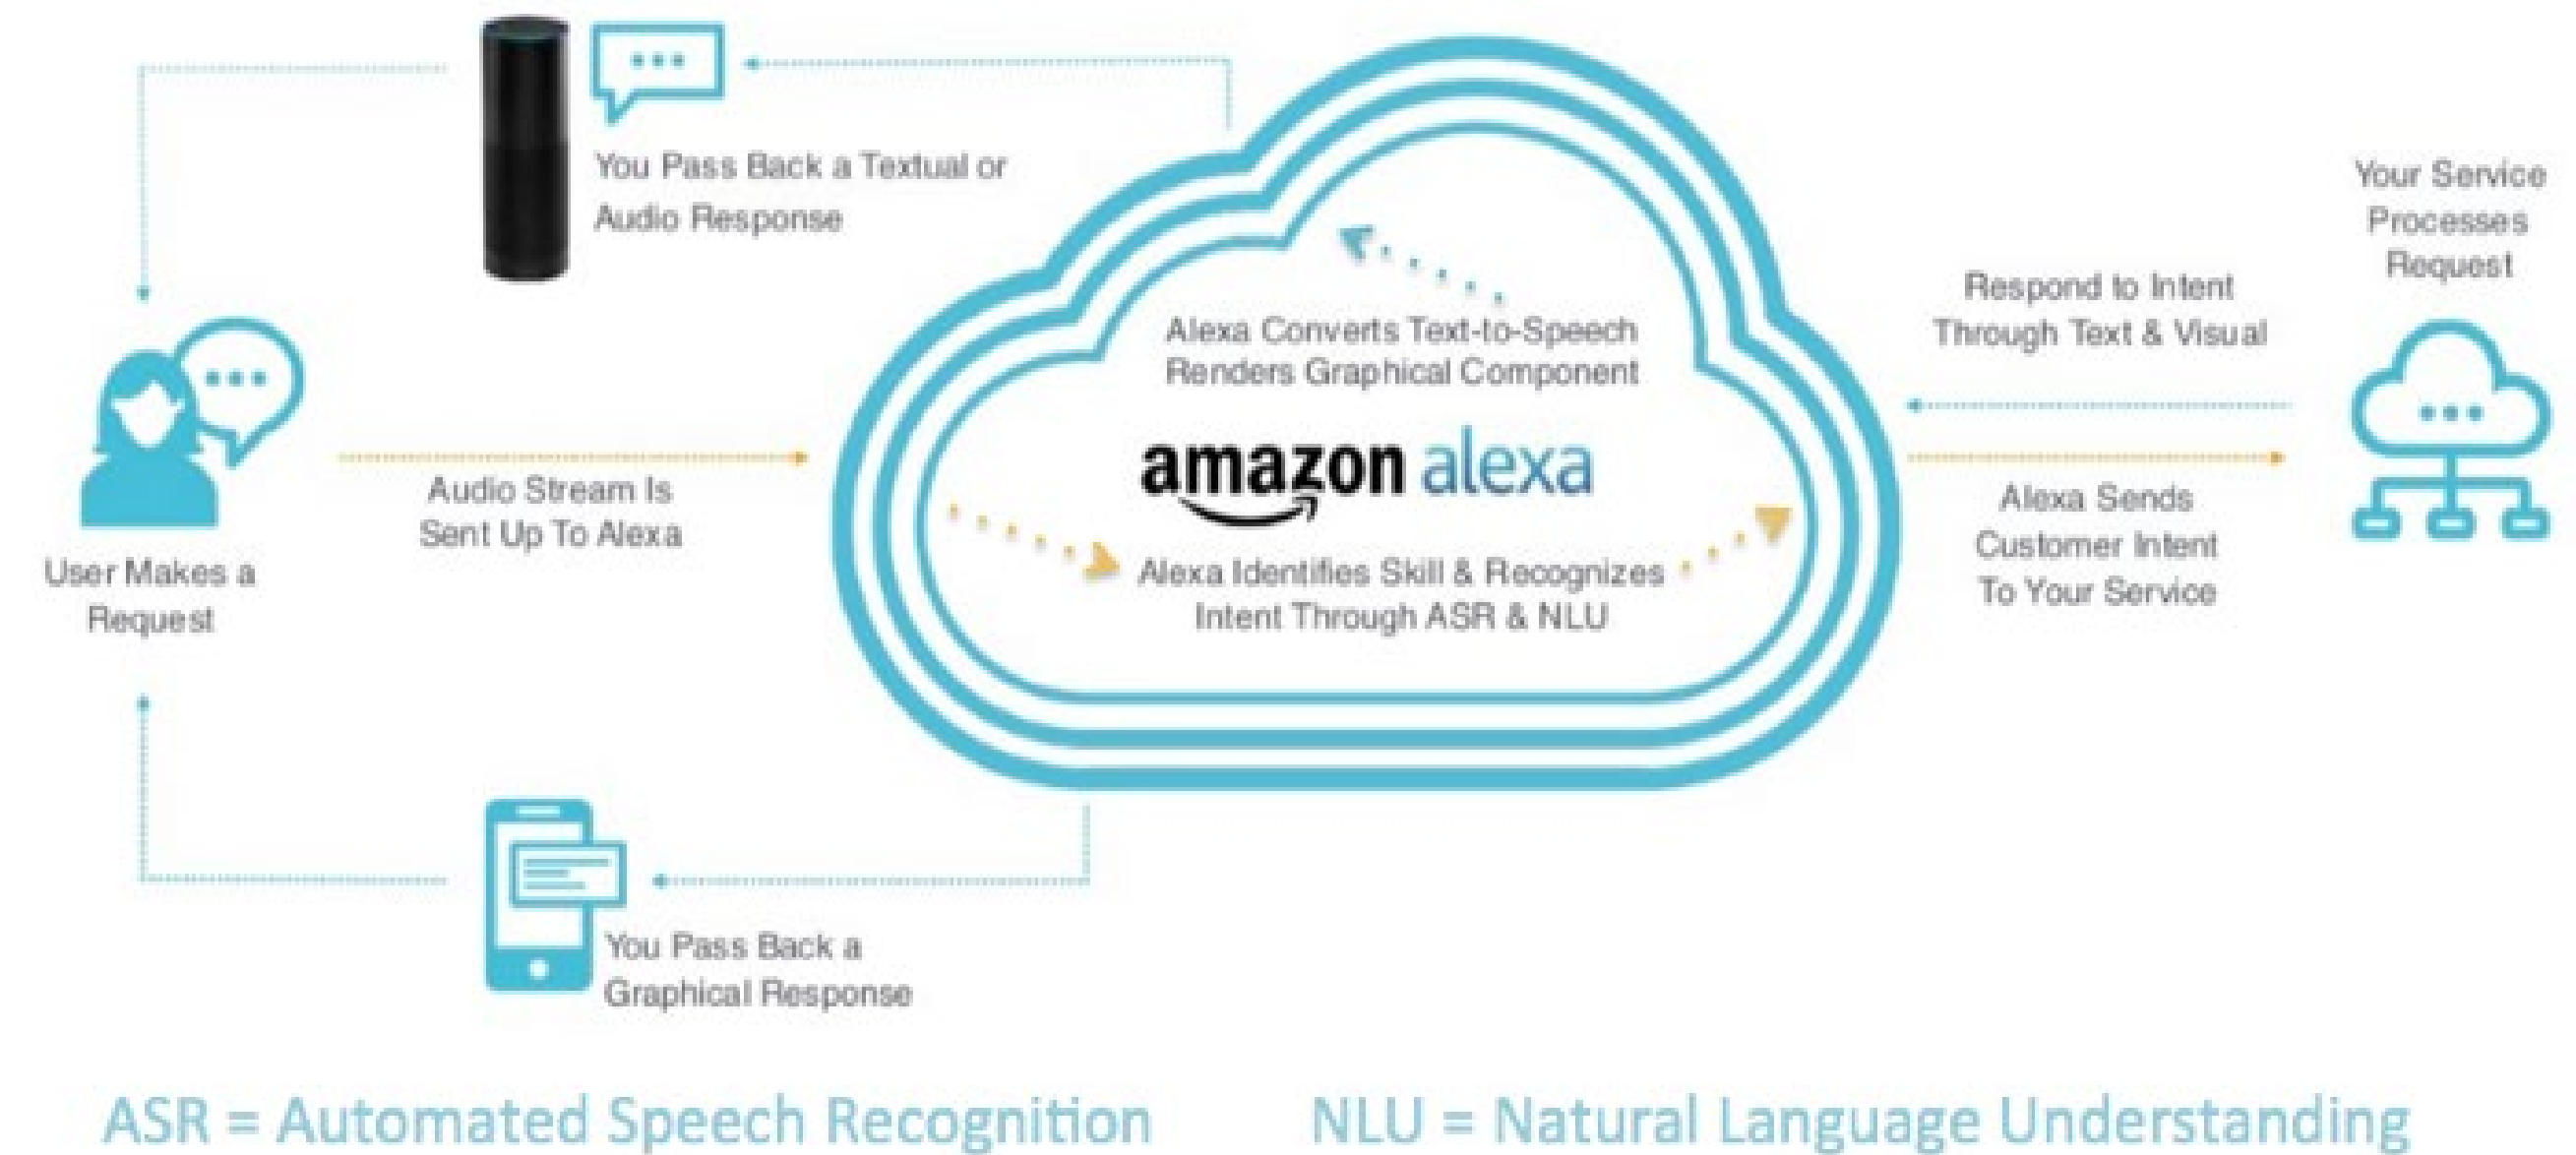 You Pass Back a Textual or
Audio Response
Your Service
Processes
Request
Respond to Intent
Through Text & Visual
Alexa Converts Text-to-Speech
Renders Graphical Component
amazon alexa
Audio Stream Is
Sent Up To Alexa
Alexa Sends
Customer Intent
To Your Service
User Makes a
Request
Alexa Identifies Skill & Recognizes
Intent Through ASR & NLU
You Pass Back a
Graphical Response
ASR = Automated Speech Recognition
NLU = Natural Language Understanding